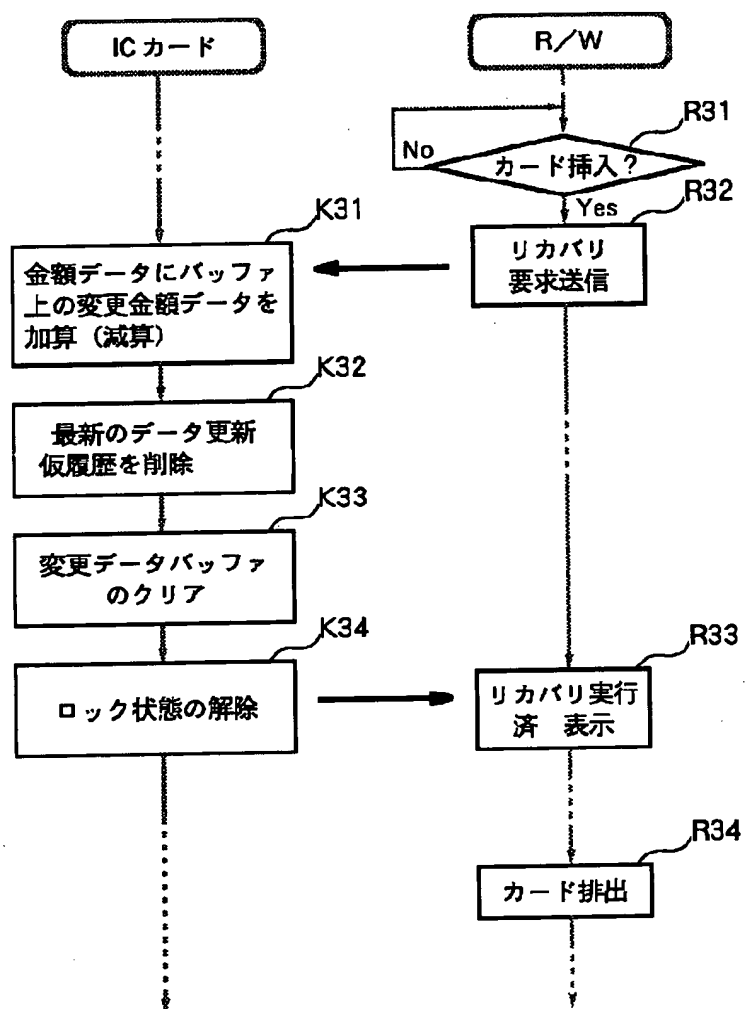 ICカード
R/W
R31
No
カード挿入?
R32
Yes
K31
リカバリ
要求送信
金額データにバッファ
上の変更金額データを
加算(減算)
K32
最新のデータ更新
仮履歴を削除
K33
変更データバッファ
のクリア
K34
R33
ロック状態の解除
リカバリ実行
済 表示
R34
カード排出